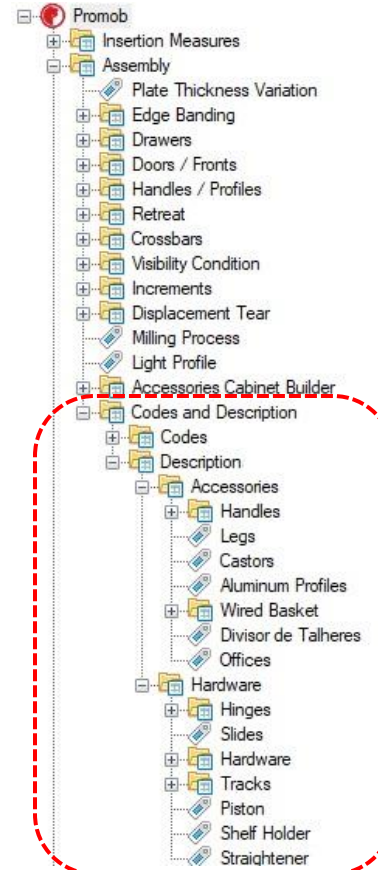 Promob
Insertion Measures
Assembly
Plate Thickness Variation
Edge Banding
Drawers
Doors / Fronts
Handles / Profiles
Retreat
Crossbars
Visibility Condition
Increments
Displacement Tear
Milling Process
Light Profile
Accessories Cabinet Builder
Codes and Description
Codes
Description
Accessories
Handles
Legs
Castors
Aluminum Profiles
Wired Basket
Divisor de Talheres
Offices
Hardware
Hinges
Slides
Hardware
Tracks
Piston
Shelf Holder
Straightener